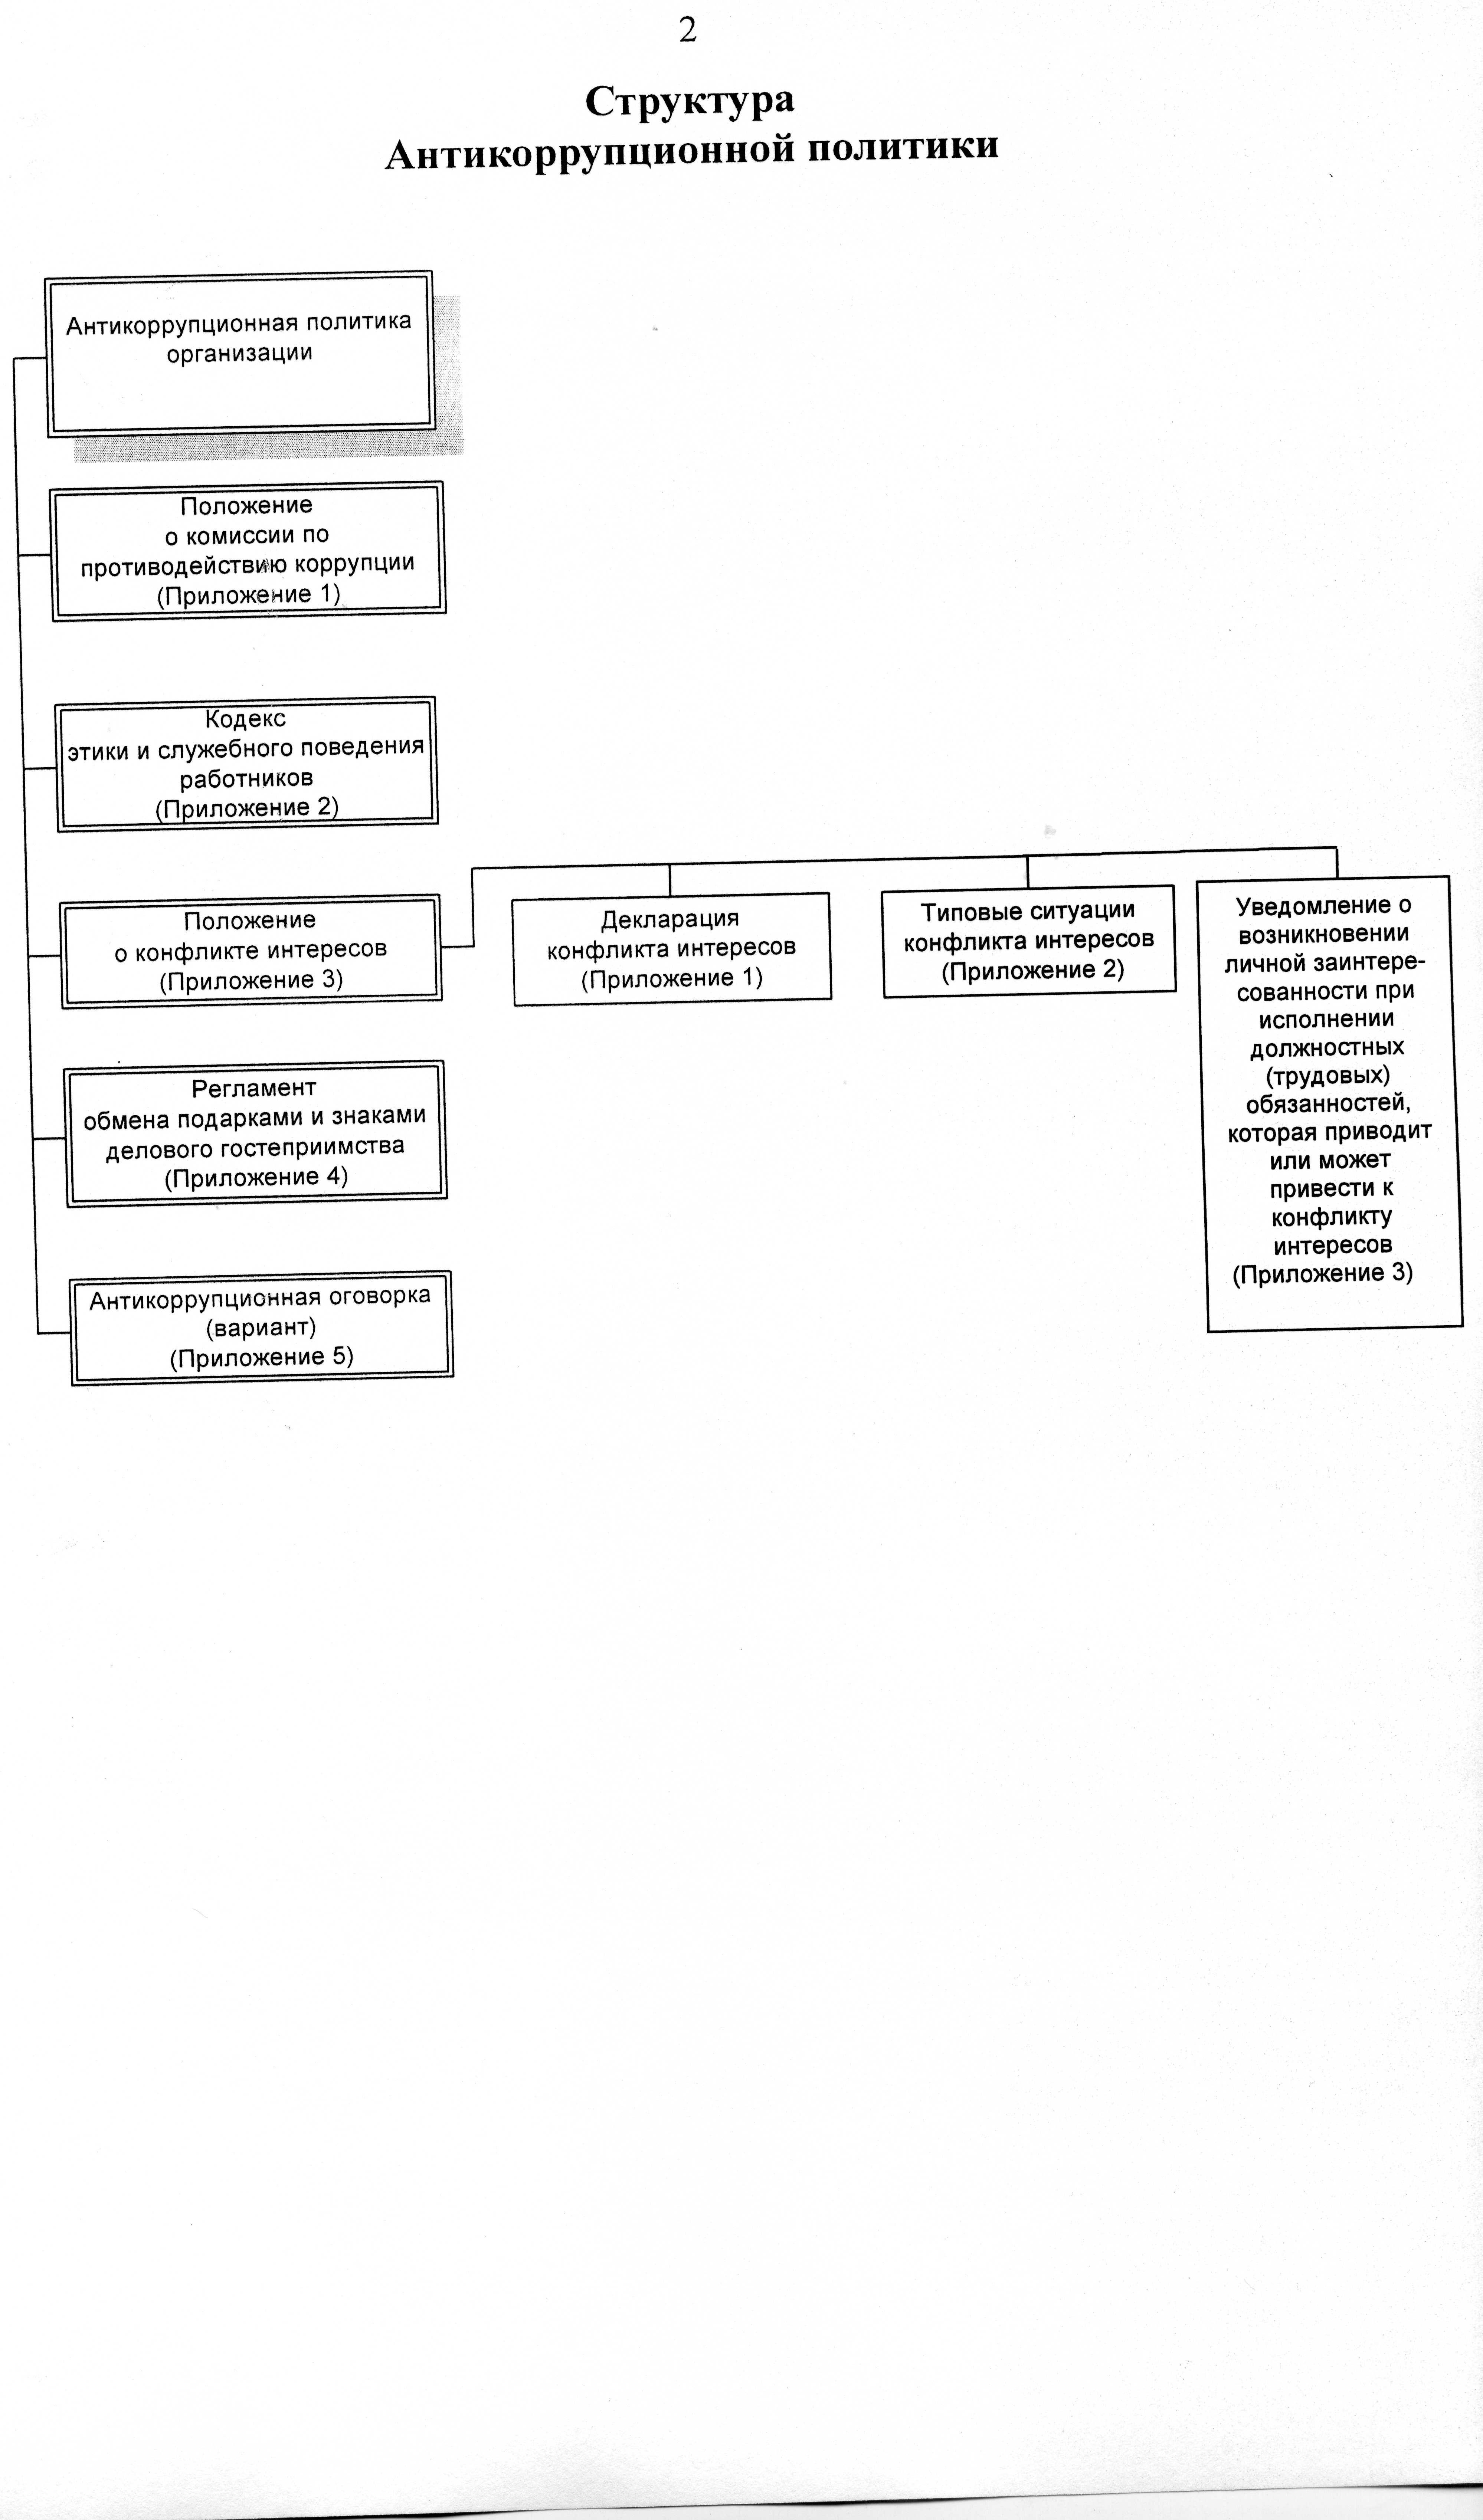 2
Структура
Антикоррупционной политики
Антикоррупционная политика
организации
Положение
о комиссии по
противодействию коррупции
(Приложение 1)
Кодекс
этики и служебного поведения
работников
(Приложение 2)
Положение
о конфликте интересов
(Приложение 3)
Декларация
конфликта интересов
(Приложение 1)
Типовые ситуации
конфликта интересов
(Приложение 2)
Уведомление о
возникновении
личной заинтере-
сованности при
исполнении
должностных
(трудовых)
обязанностей,
которая приводит
или может
привести к
конфликту
интересов
(Приложение 3)
Регламент
обмена подарками и знаками
делового гостеприимства
(Приложение 4)
Антикоррупционная оговорка
(вариант)
(Приложение 5)